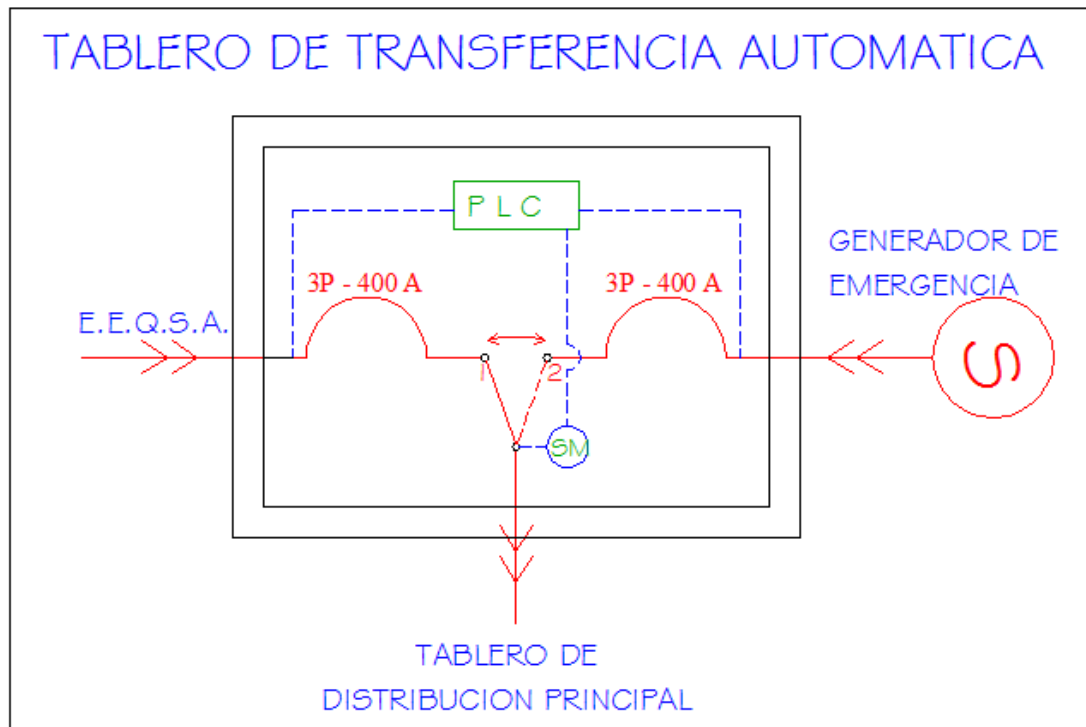 TABLERO DE TRANSFERENCIA AUTOMATICA
P L C
3P - 400 A
3P - 400 A
GENERADOR DE
EMERGENCIA
E.E.Q.S.A.
1
2
S
SM
TABLERO DE
DISTRIBUCION PRINCIPAL